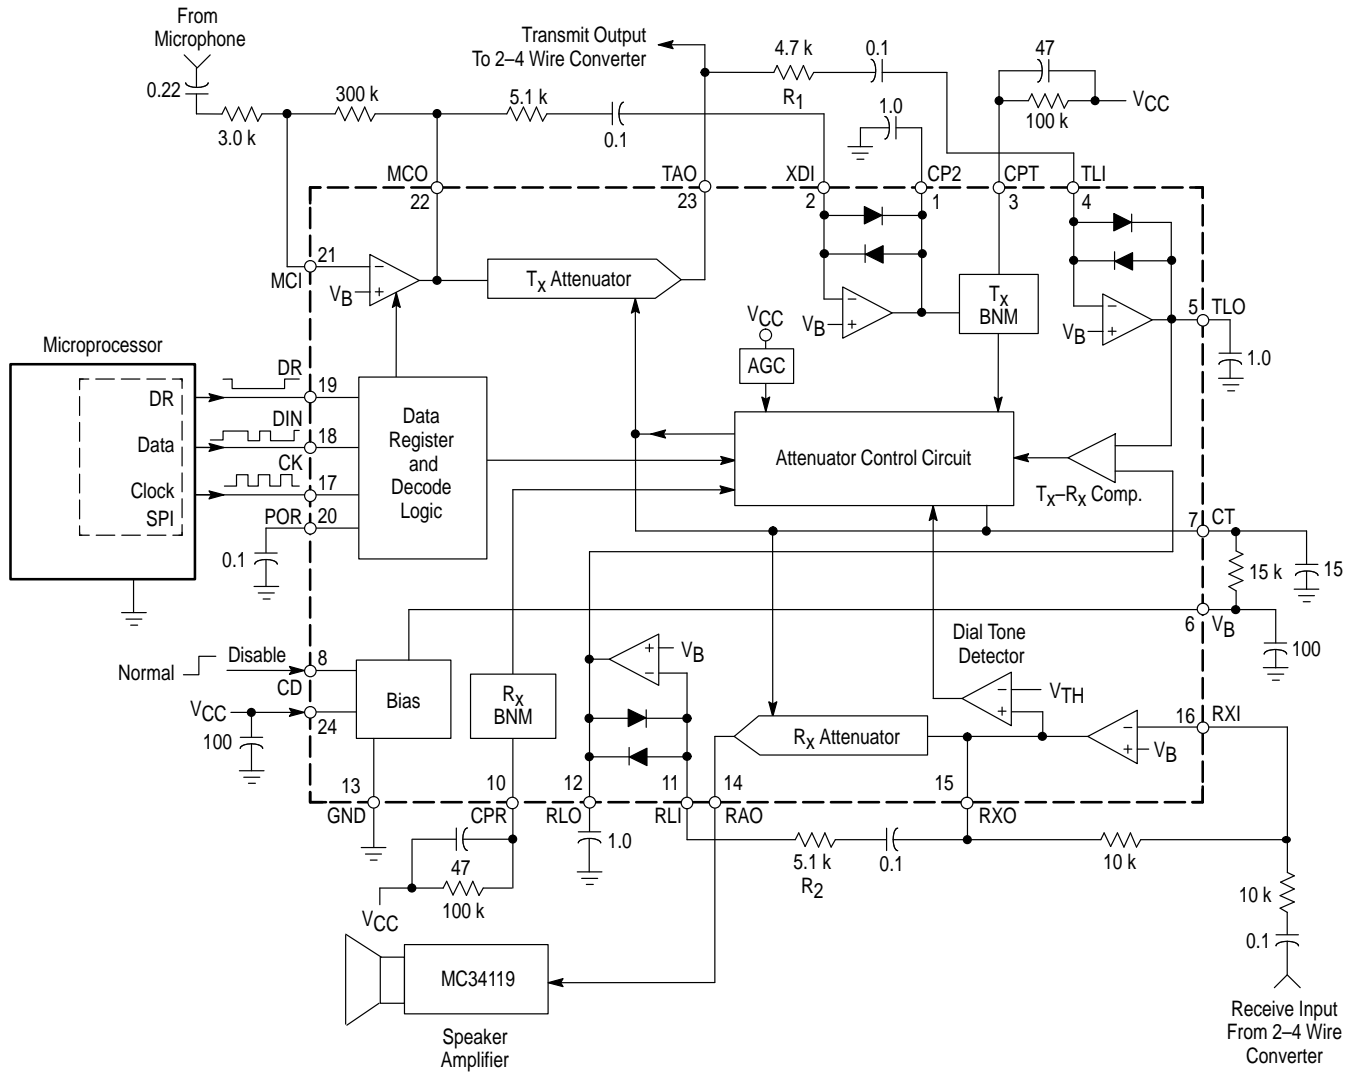 From
Microphone
Transmit Output
To 2–4 Wire Converter
4.7 k
0.1
47
0.22
300 k
5.1 k
R1
1.0
VCC
3.0 k
0.1
100 k
MCO
TAO
XDI
CP2
CPT
TLI
22
23
2
1
3
4
21
MCI
VB
Tx Attenuator
Tx
BNM
VB
VB
5
TLO
1.0
VCC
AGC
Microprocessor
DR
DR
19
DIN
Data
18
CK
Clock
17
SPI
POR
20
0.1
Data
Register
and
Decode
Logic
Attenuator Control Circuit
Tx–Rx Comp.
7
CT
15 k
15
6
VB
100
Normal
Disable
8
CD
VCC
24
100
Bias
Rx
BNM
VB
Dial Tone
Detector
VTH
Rx Attenuator
16
RXI
VB
13
10
12
11
14
15
GND
CPR
RLO
RLI
RAO
RXO
47
100 k
VCC
1.0
5.1 k
R2
0.1
10 k
10 k
0.1
MC34119
Speaker
Amplifier
Receive Input
From 2–4 Wire
Converter